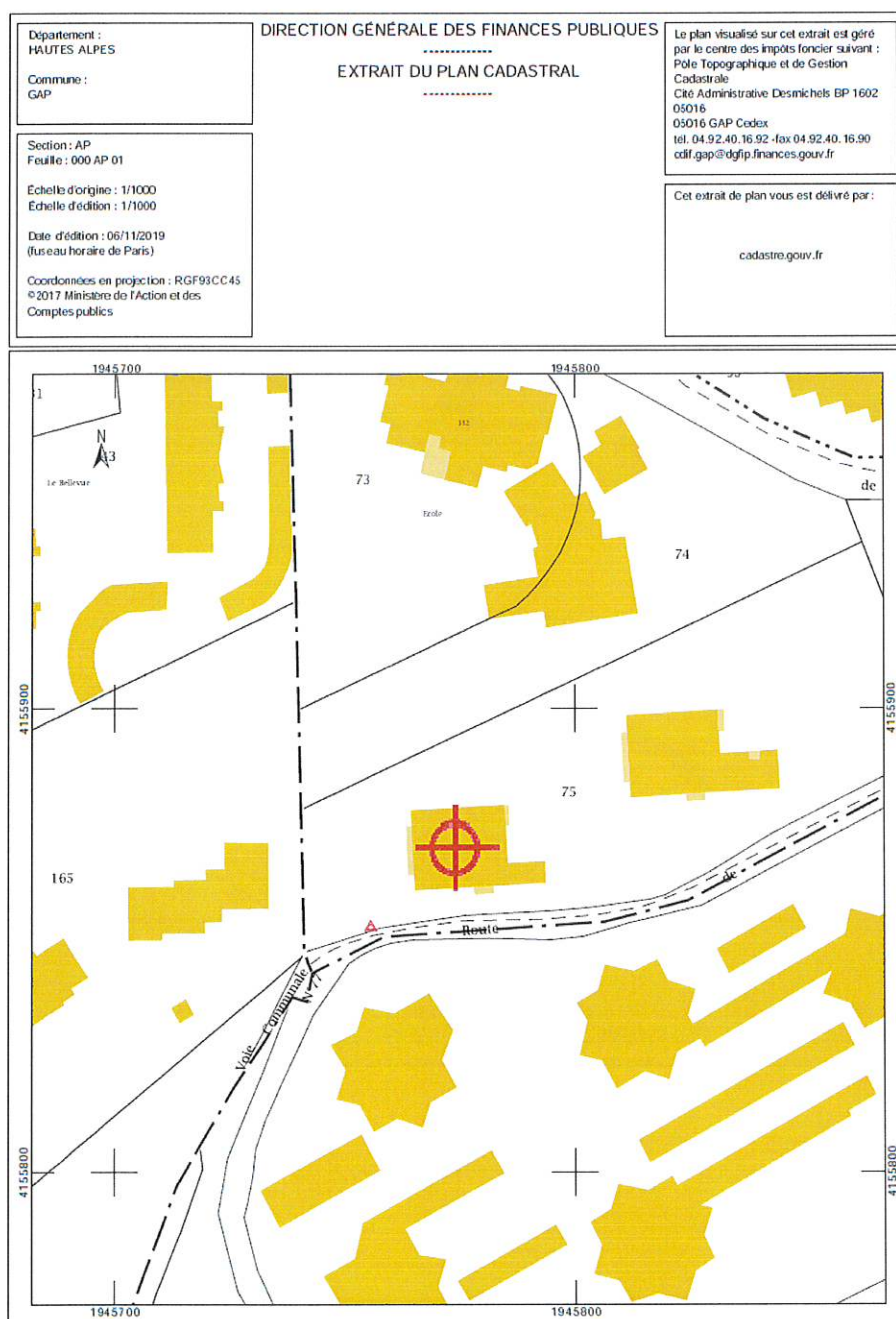 Département :
HAUTES ALPES
Commune :
GAP
Section : AP
Feuille : 000 AP 01
Échelle d'origine : 1/1000
Échelle d'édition : 1/1000
Date d'édition : 06/11/2019
(fuseau horaire de Paris)
Coordonnées en projection : RGF93CC45
©2017 Ministère de l'Action et des
Comptes publics
DIRECTION GÉNÉRALE DES FINANCES PUBLIQUES
EXTRAIT DU PLAN CADASTRAL
Le plan visualisé sur cet extrait est géré
par le centre des impôts foncier suivant :
Pôle Topographique et de Gestion
Cadastrale
Cité Administrative Desmichels BP 1602
05016
05016 GAP Cedex
tél. 04.92.40.16.92 -fax 04.92.40.16.90
cdif.gap@dgfip.finances.gouv.fr
Cet extrait de plan vous est délivré par :
cadastre.gouv.fr
1945700
1945800
N
Le Bellevue
73
142
Ecole
de
74
4155900
4155900
75
165
de
Route
Voie Communale
N 77
4155800
4155800
1945700
1945800